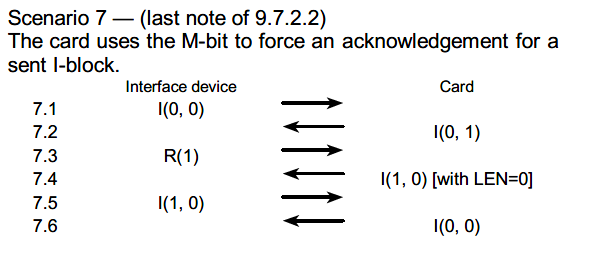 Scenario 7 — (last note of 9.7.2.2)
The card uses the M-bit to force an acknowledgement for a
sent I-block.
Interface device Card
7.1 I(0, 0)
7.2 I(0, 1)
7.3 R(1)
7.4 I(1, 0) [with LEN=0]
7.5 I(1, 0)
7.6 I(0, 0)